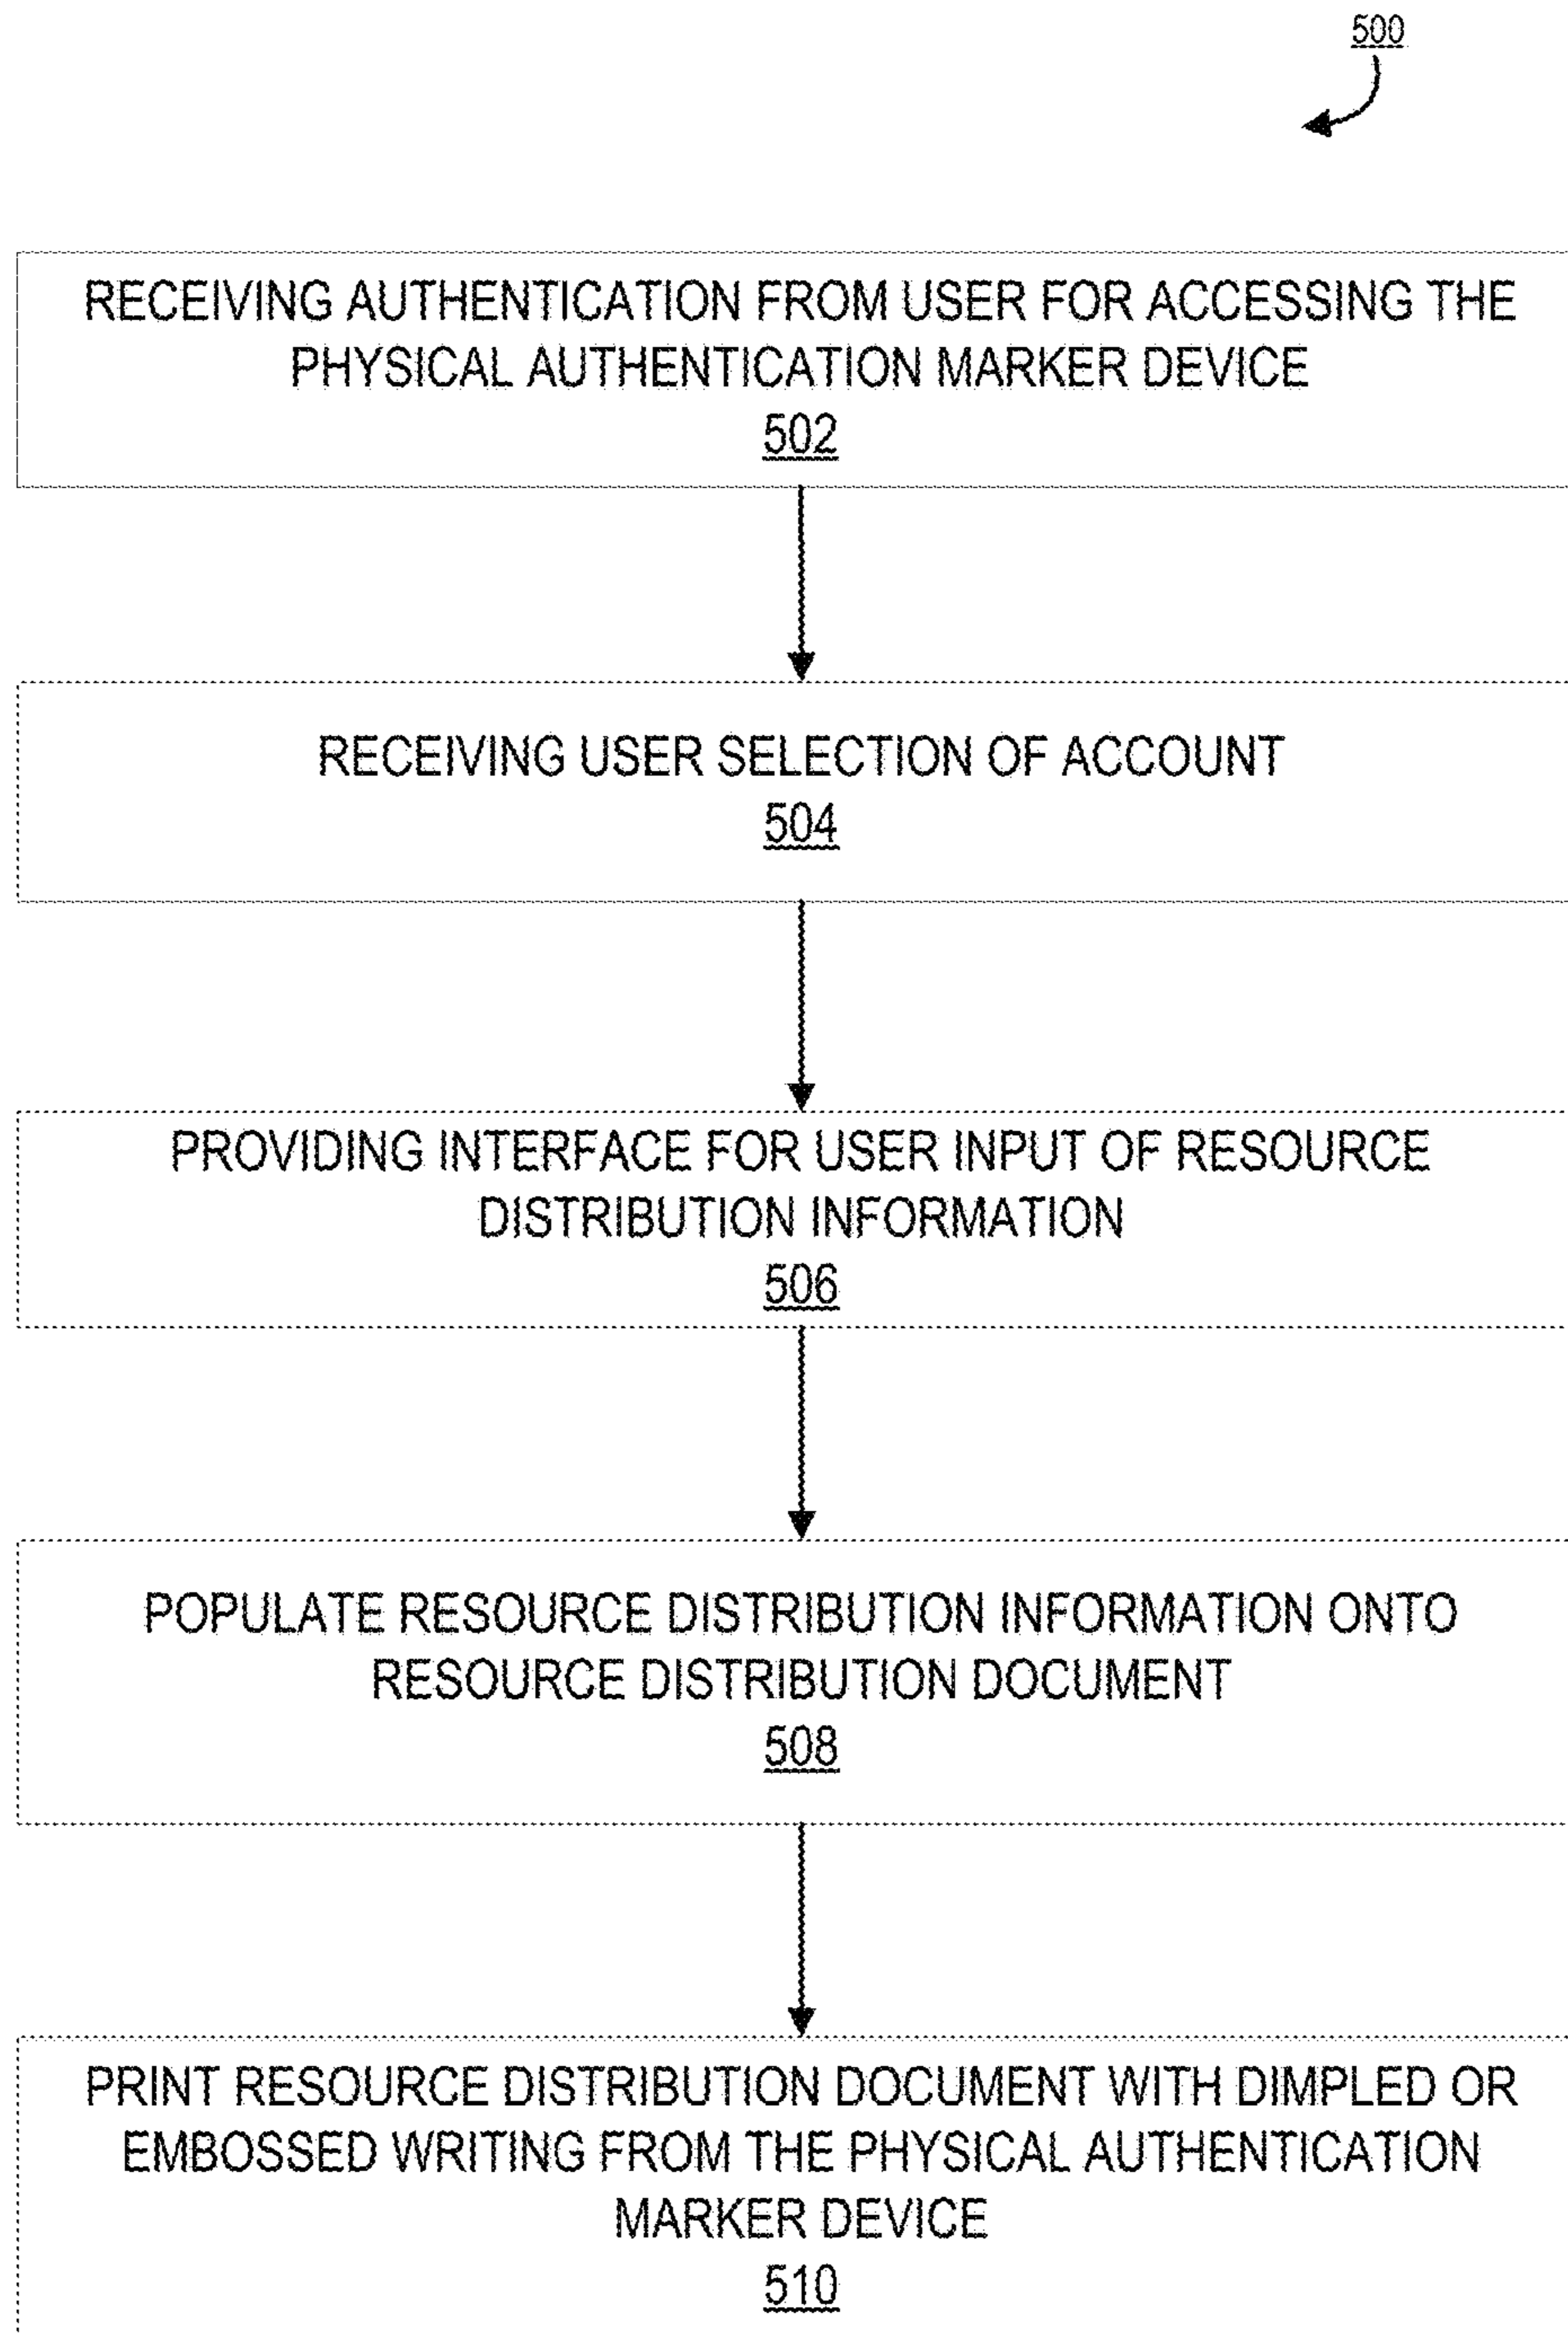 500
RECEIVING AUTHENTICATION FROM USER FOR ACCESSING THE
PHYSICAL AUTHENTICATION MARKER DEVICE
502
RECEIVING USER SELECTION OF ACCOUNT
504
PROVIDING INTERFACE FOR USER INPUT OF RESOURCE
DISTRIBUTION INFORMATION
506
POPULATE RESOURCE DISTRIBUTION INFORMATION ONTO
RESOURCE DISTRIBUTION DOCUMENT
508
PRINT RESOURCE DISTRIBUTION DOCUMENT WITH DIMPLED OR
EMBOSSED WRITING FROM THE PHYSICAL AUTHENTICATION
MARKER DEVICE
510